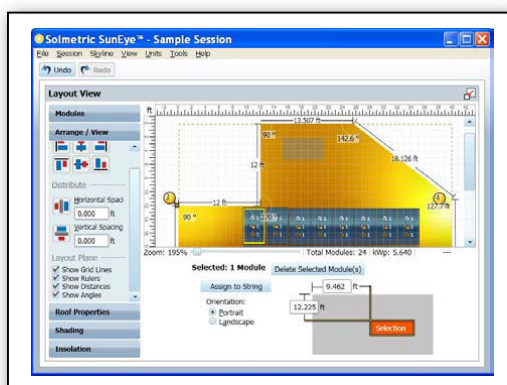 Solmetric SunEye™ - Sample Session
File Session Skyline View Units Tools Help
Undo Redo
Layout View
Modules
Arrange / View
Distribute
Horizontal Spaci
0.000 ft
Vertical Spacing
0.000 ft
Layout Plane
Show Grid Lines
Show Rulers
Show Distances
Show Angles
Roof Properties
Shading
Insolation
ft
13.507 ft
90 º
142.6 º
12 ft
18.126 ft
12 ft
90 º
4
Zoom: 195%
Total Modules: 24 kWp: 5.640
Selected: 1 Module Delete Selected Module(s)
Assign to String
Orientation:
Portrait
Landscape
9.462 ft
12.225 ft
Selection